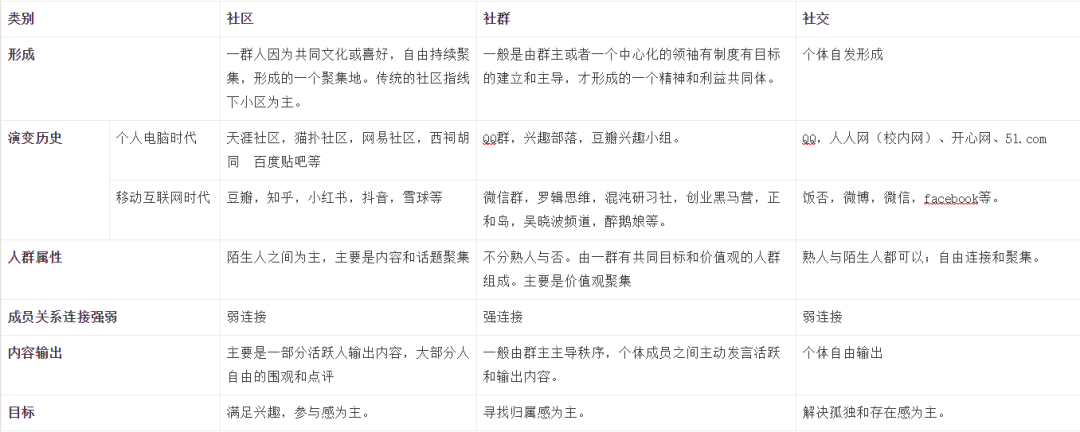 类别 社区 社群 社交
形成 一群人因为共同文化或喜好，自由持续聚 一般是由群主或者一个中心化的领袖有制度有目标 个体自发形成
集，形成的一个聚集地。传统的社区指线 的建立和主导，才形成的一个精神和利益共同体。
下小区为主。
演变历史 个人电脑时代 天涯社区，猫扑社区，网易社区，西祠胡 QQ群，兴趣部落，豆瓣兴趣小组。 QQ，人人网（校内网）、开心网、51.com
同 百度贴吧等
移动互联网时代 豆瓣，知乎，小红书，抖音，雪球等 微信群，罗辑思维，混沌研习社，创业黑马营，正 饭否，微博，微信，facebook等。
和岛，吴晓波频道，醉鹅娘等。
人群属性 陌生人之间为主，主要是内容和话题聚集 不分熟人与否。由一群有共同目标和价值观的人群 熟人与陌生人都可以；自由连接和聚集。
组成。主要是价值观聚集
成员关系连接强弱 弱连接 强连接 弱连接
内容输出 主要是一部分活跃人输出内容，大部分人 一般由群主主导秩序，个体成员之间主动发言活跃 个体自由输出
自由的围观和点评 和输出内容。
目标 满足兴趣，参与感为主。 寻找归属感为主。 解决孤独和存在感为主。